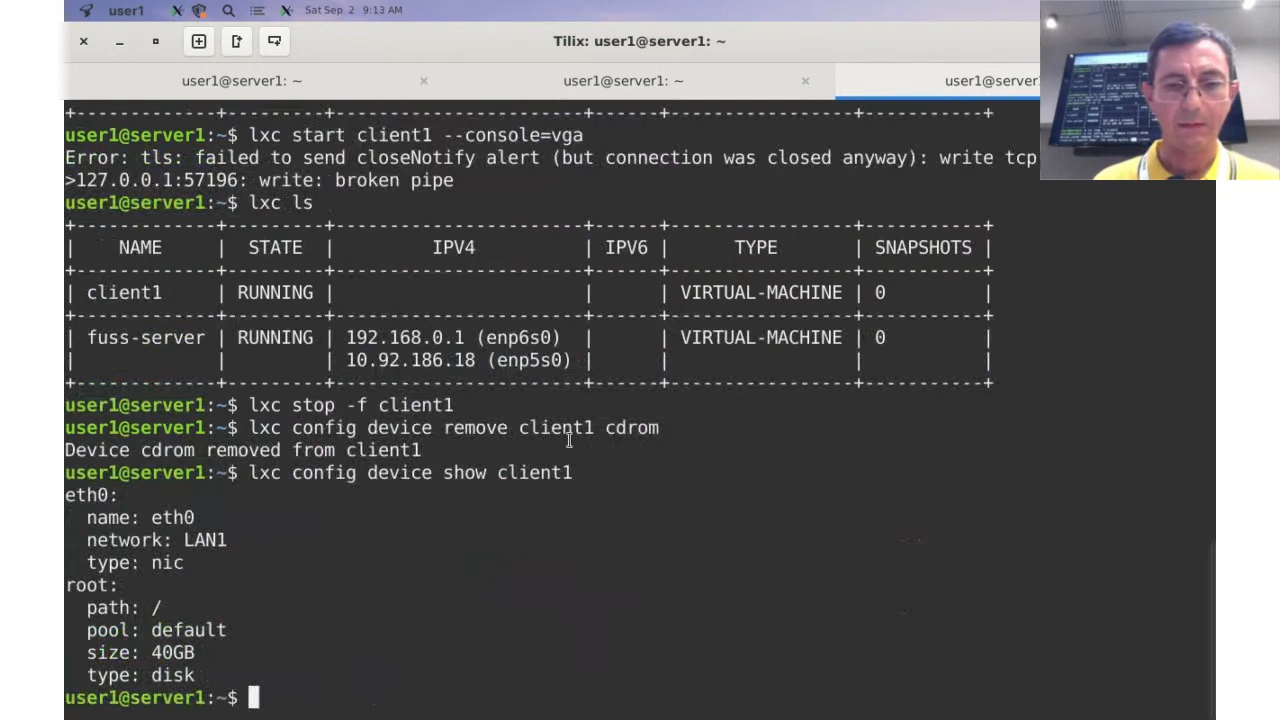 user1 Sat Sep 2 9:13 AM
Tilix: user1@server1: ~
user1@server1: ~ × user1@server1: ~ × user1@server1:
+-------------+---------+-----------------------+------+-----------------+-----------+
user1@server1:~$ lxc start client1 --console=vga
Error: tls: failed to send closeNotify alert (but connection was closed anyway): write tcp
>127.0.0.1:57196: write: broken pipe
user1@server1:~$ lxc ls
+-------------+---------+-----------------------+------+-----------------+-----------+
| NAME | STATE | IPV4 | IPV6 | TYPE | SNAPSHOTS |
+-------------+---------+-----------------------+------+-----------------+-----------+
| client1 | RUNNING | | | VIRTUAL-MACHINE | 0 |
+-------------+---------+-----------------------+------+-----------------+-----------+
| fuss-server | RUNNING | 192.168.0.1 (enp6s0) | | VIRTUAL-MACHINE | 0 |
| | | 10.92.186.18 (enp5s0) | | | |
+-------------+---------+-----------------------+------+-----------------+-----------+
user1@server1:~$ lxc stop -f client1
user1@server1:~$ lxc config device remove client1 cdrom
Device cdrom removed from client1
user1@server1:~$ lxc config device show client1
eth0:
  name: eth0
  network: LAN1
  type: nic
root:
  path: /
  pool: default
  size: 40GB
  type: disk
user1@server1:~$